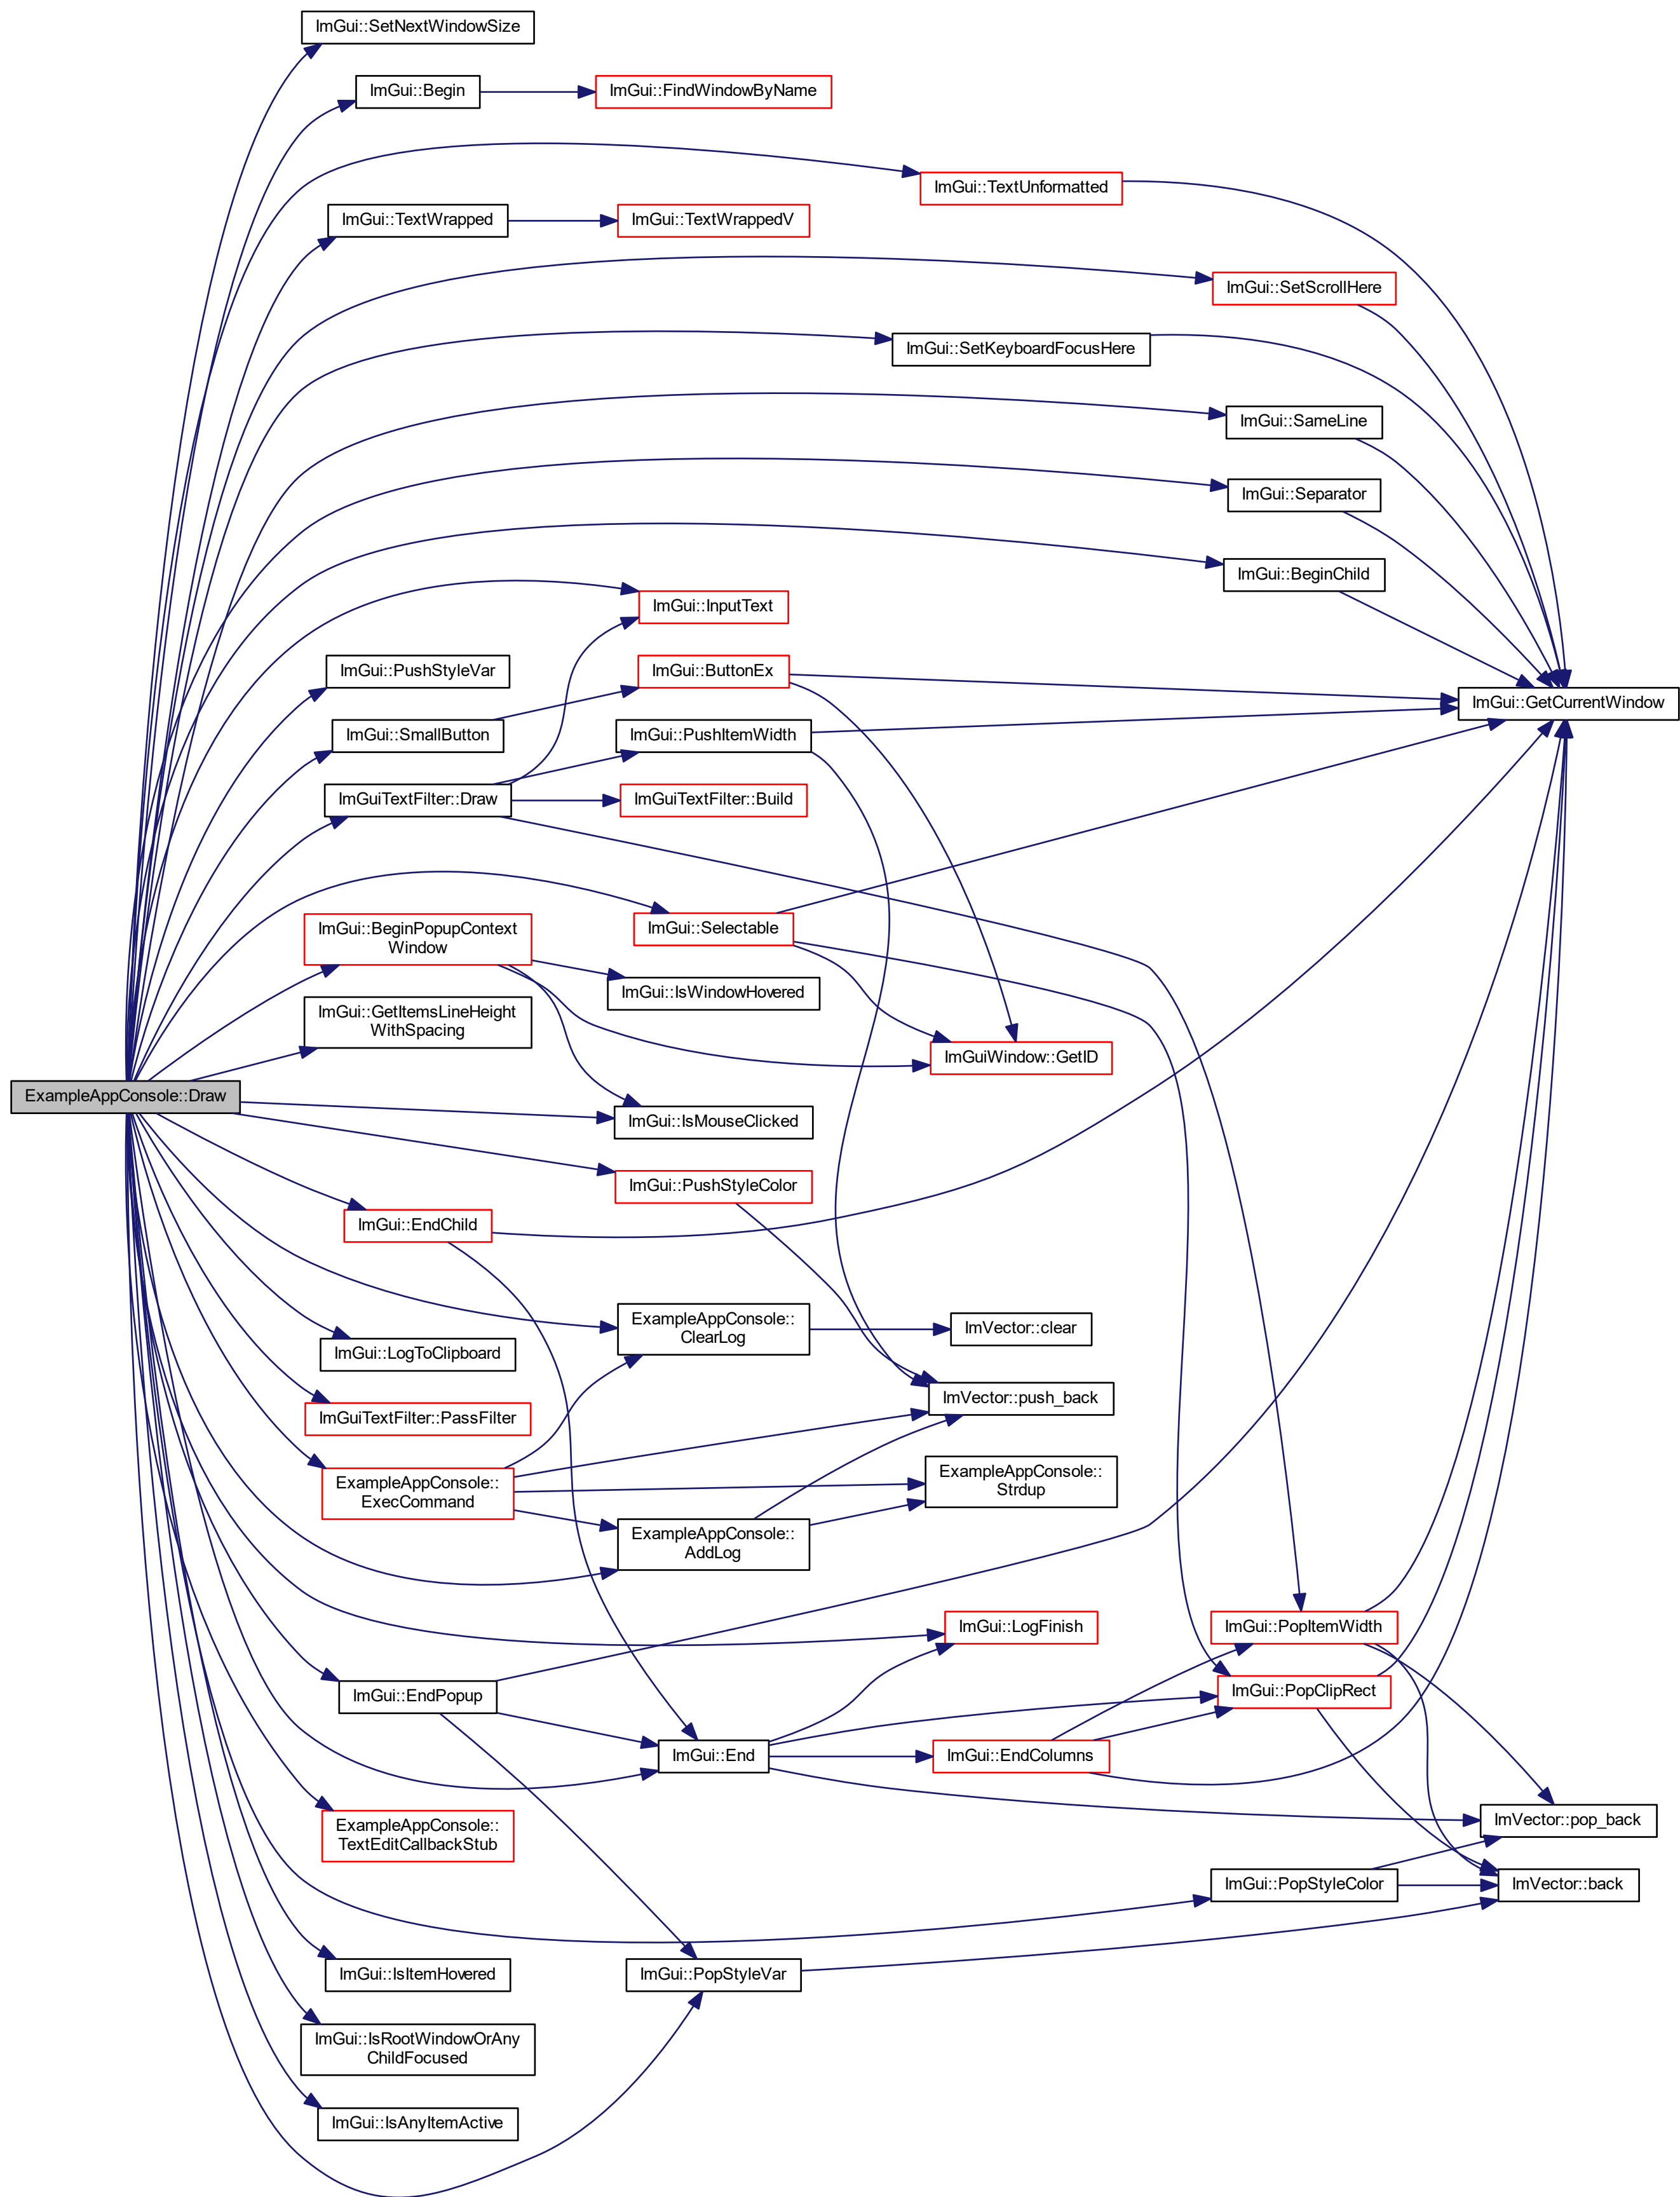 ImGui::SetNextWindowSize
ImGui::Begin
ImGui::FindWindowByName
ImGui::TextUnformatted
ImGui::TextWrapped
ImGui::TextWrappedV
ImGui::SetScrollHere
ImGui::SetKeyboardFocusHere
ImGui::SameLine
ImGui::Separator
ImGui::BeginChild
ImGui::InputText
ImGui::PushStyleVar
ImGui::ButtonEx
ImGui::GetCurrentWindow
ImGui::SmallButton
ImGui::PushItemWidth
ImGuiTextFilter::Draw
ImGuiTextFilter::Build
ImGui::BeginPopupContext
Window
ImGui::Selectable
ImGui::IsWindowHovered
ImGui::GetItemsLineHeight
WithSpacing
ImGuiWindow::GetID
ExampleAppConsole::Draw
ImGui::IsMouseClicked
ImGui::PushStyleColor
ImGui::EndChild
ExampleAppConsole::
ClearLog
ImVector::clear
ImGui::LogToClipboard
ImVector::push_back
ImGuiTextFilter::PassFilter
ExampleAppConsole::
ExecCommand
ExampleAppConsole::
Strdup
ExampleAppConsole::
AddLog
ImGui::LogFinish
ImGui::PopItemWidth
ImGui::EndPopup
ImGui::PopClipRect
ImGui::End
ImGui::EndColumns
ExampleAppConsole::
TextEditCallbackStub
ImVector::pop_back
ImGui::PopStyleColor
ImVector::back
ImGui::IsItemHovered
ImGui::PopStyleVar
ImGui::IsRootWindowOrAny
ChildFocused
ImGui::IsAnyItemActive